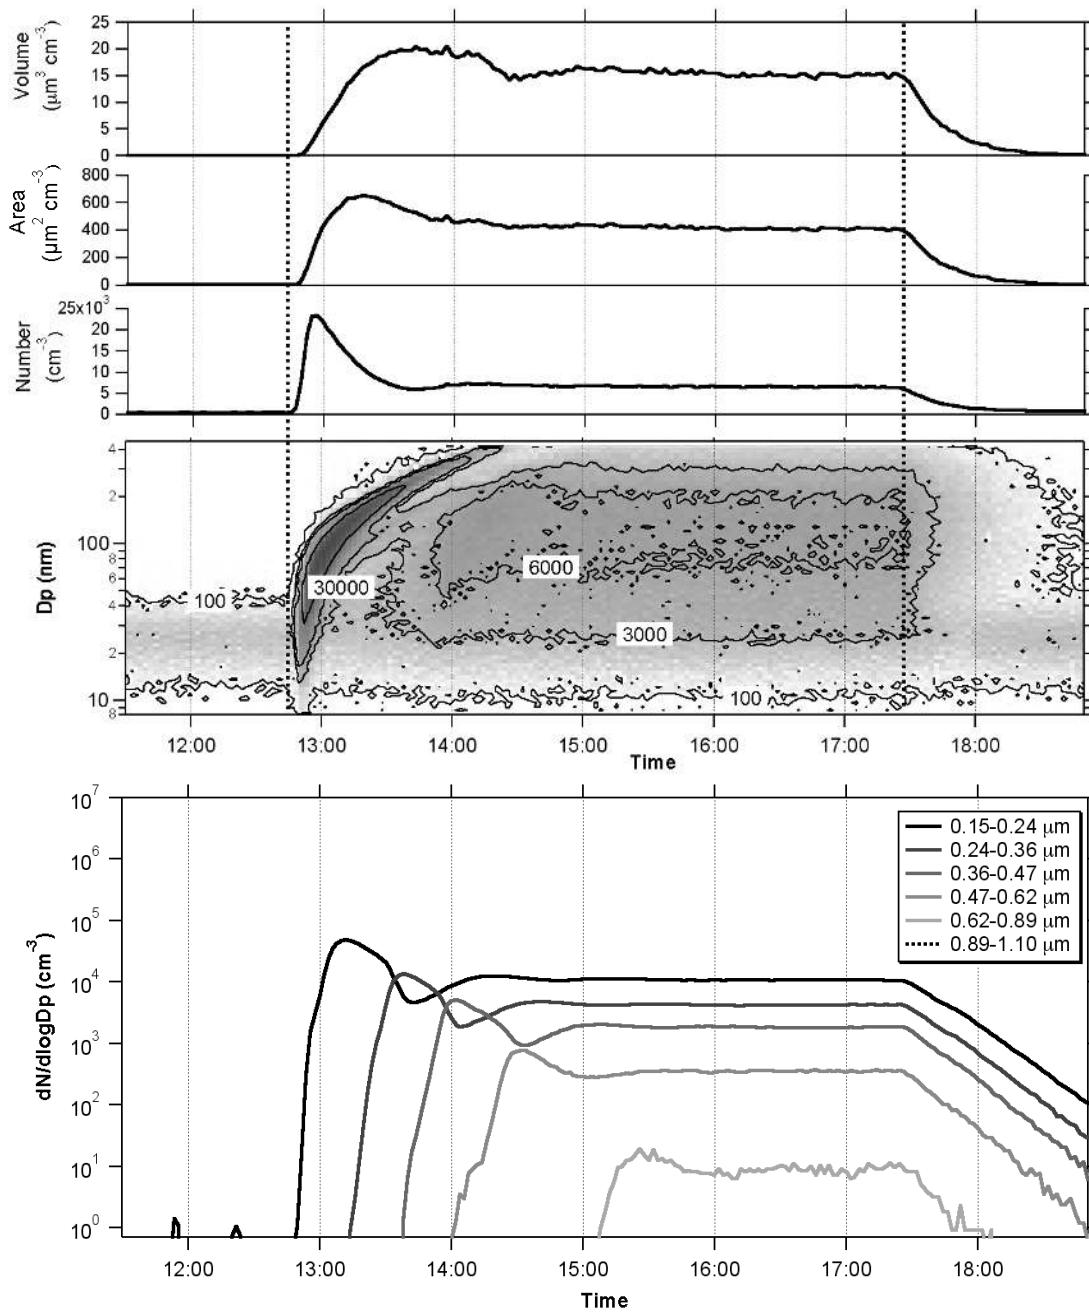 Volume
(μm³ cm⁻³)
25
20
15
10
5
0
Area
(μm² cm⁻³)
800
600
400
200
0
Number
(cm⁻³)
25x10³
20
15
10
5
0
Dp (nm)
4
2
100
8
6
4
2
10
8
100
30000
6000
3000
100
12:00 13:00 14:00 15:00 16:00 17:00 18:00
Time
dN/dlogDp (cm⁻³)
10⁷
10⁶
10⁵
10⁴
10³
10²
10¹
10⁰
0.15-0.24 μm
0.24-0.36 μm
0.36-0.47 μm
0.47-0.62 μm
0.62-0.89 μm
0.89-1.10 μm
12:00 13:00 14:00 15:00 16:00 17:00 18:00
Time